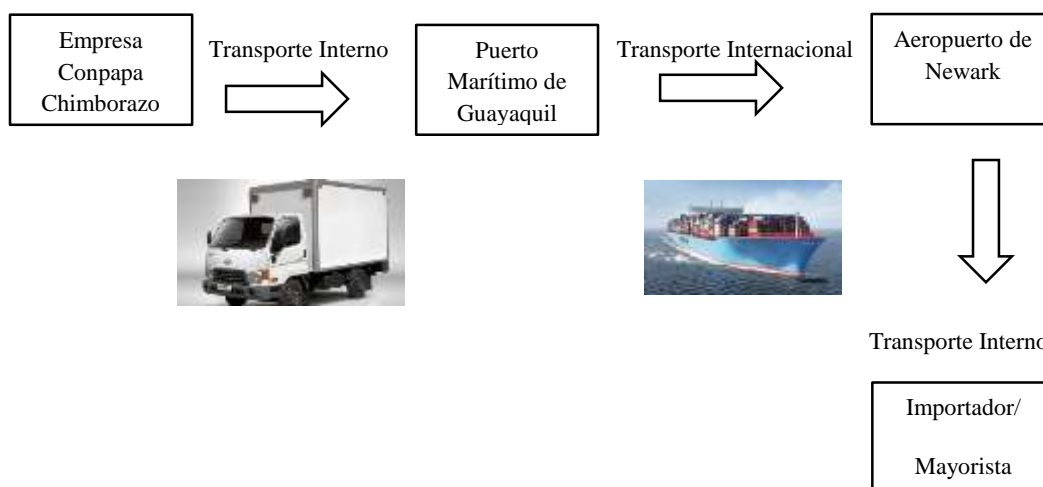 Empresa
Conpapa
Chimborazo
Transporte Interno
Puerto
Marítimo de
Guayaquil
Transporte Internacional
Aeropuerto de
Newark
Transporte Interno
Importador/
Mayorista